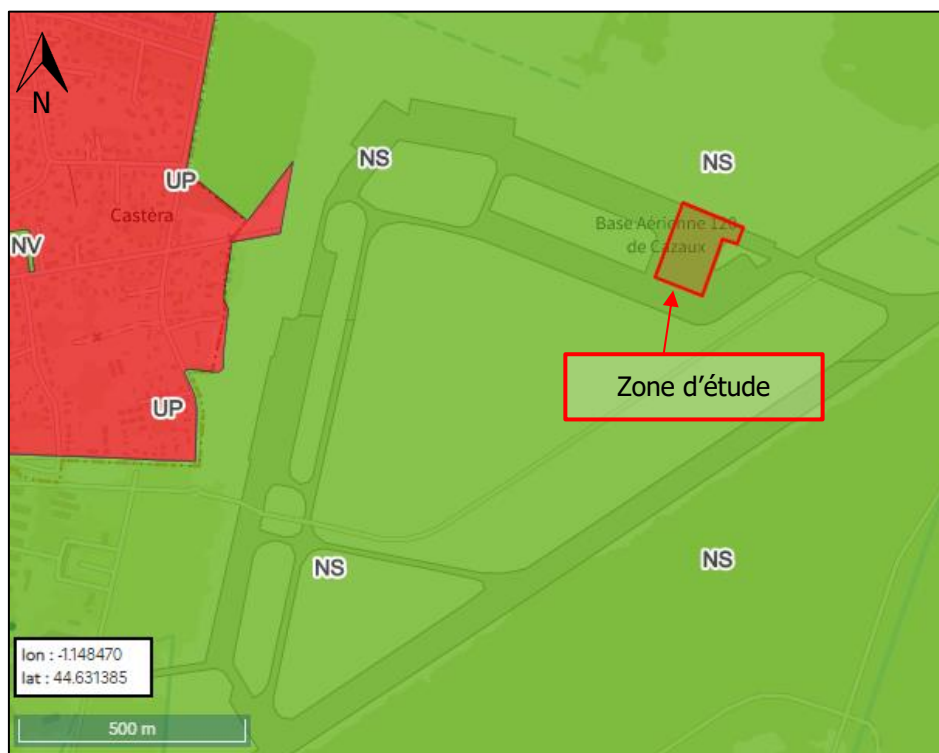 N
NS
NS
UP
Castéra
NV
Base Aérienne 120
de Cazaux
Zone d’étude
UP
NS
NS
lon : -1.148470
lat : 44.631385
500 m